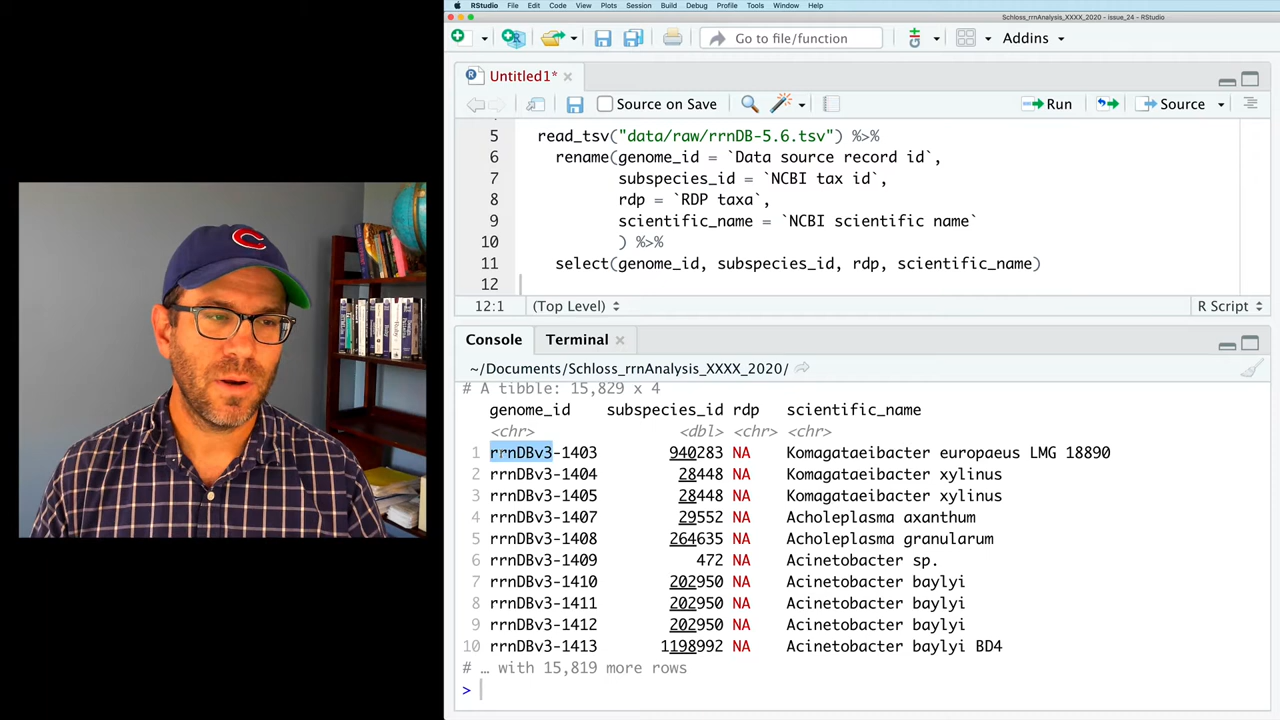 RStudio File Edit Code View Plots Session Build Debug Profile Tools Window Help
Schloss_rrnAnalysis_XXXX_2020 - issue_24 - RStudio
Go to file/function Addins
Untitled1*
Source on Save Run Source
5 read_tsv("data/raw/rrnDB-5.6.tsv") %>%
6 rename(genome_id = `Data source record id`,
7 subspecies_id = `NCBI tax id`,
8 rdp = `RDP taxa`,
9 scientific_name = `NCBI scientific name`
10 ) %>%
11 select(genome_id, subspecies_id, rdp, scientific_name)
12
12:1 (Top Level) R Script
Console Terminal
~/Documents/Schloss_rrnAnalysis_XXXX_2020/
# A tibble: 15,829 x 4
genome_id subspecies_id rdp scientific_name
<chr> <dbl> <chr> <chr>
1 rrnDBv3-1403 940283 NA Komagataeibacter europaeus LMG 18890
2 rrnDBv3-1404 28448 NA Komagataeibacter xylinus
3 rrnDBv3-1405 28448 NA Komagataeibacter xylinus
4 rrnDBv3-1407 29552 NA Acholeplasma axanthum
5 rrnDBv3-1408 264635 NA Acholeplasma granularum
6 rrnDBv3-1409 472 NA Acinetobacter sp.
7 rrnDBv3-1410 202950 NA Acinetobacter baylyi
8 rrnDBv3-1411 202950 NA Acinetobacter baylyi
9 rrnDBv3-1412 202950 NA Acinetobacter baylyi
10 rrnDBv3-1413 1198992 NA Acinetobacter baylyi BD4
# … with 15,819 more rows
>
C